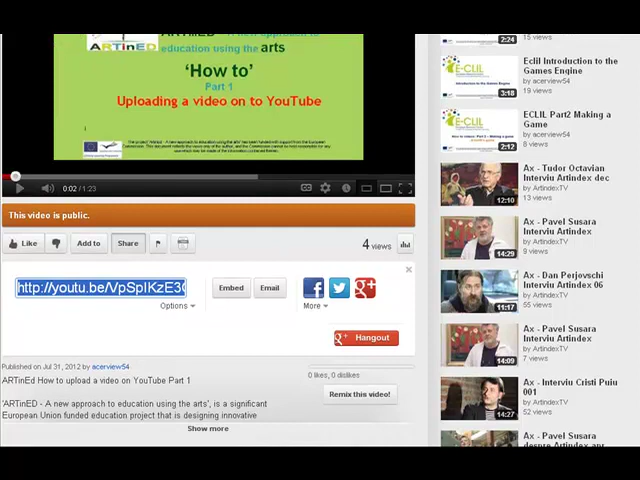 ARTinED
education using the arts
'How to'
Part 1
Uploading a video on to YouTube
0:02 / 1:23
This video is public.
Like
Add to
Share
4 views
http://youtu.be/VpSpIKzE3
Embed
Email
Options
More
Hangout
Published on Jul 31, 2012 by acerview54
ARTinEd How to upload a video on YouTube Part 1
'ARTinED - A new approach to education using the arts', is a significant
European Union funded education project that is designing innovative
Show more
0 likes, 0 dislikes
Remix this video!
2:24
19 views
E-CLIL
3:18
Eclil Introduction to the
Games Engine
by acerview54
19 views
E-CLIL
2:12
ECLIL Part2 Making a
Game
by acerview54
8 views
12:10
Ax - Tudor Octavian
Interviu Artindex dec
by ArtindexTV
13 views
14:29
Ax - Pavel Susara
Interviu Artindex
by ArtindexTV
9 views
11:17
Ax - Dan Perjovschi
Interviu Artindex 06
by ArtindexTV
55 views
14:09
Ax - Pavel Susara
Interviu Artindex
by ArtindexTV
7 views
14:27
Ax - Interviu Cristi Puiu
001
by ArtindexTV
52 views
Ax - Pavel Susara